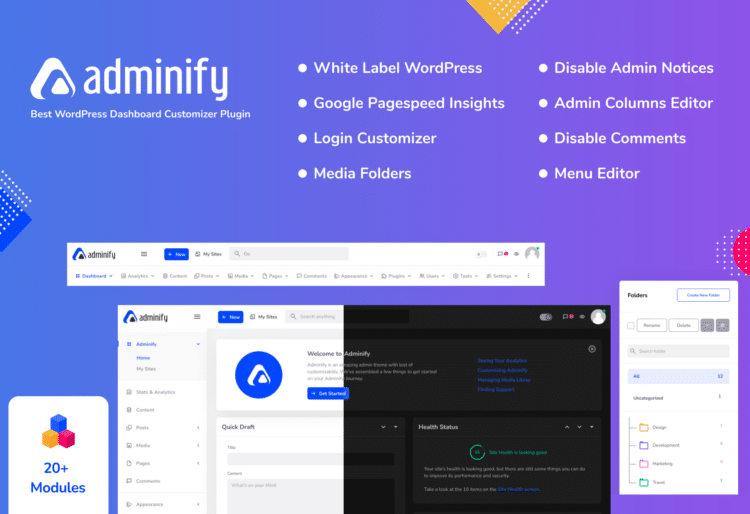 adminify
Best WordPress Dashboard Customizer Plugin
White Label WordPress
Google Pagespeed Insights
Login Customizer
Media Folders
Disable Admin Notices
Admin Columns Editor
Disable Comments
Menu Editor
adminify
+ New
My Sites
Dashboard
Analytics
Content
Posts
Media
Pages
Comments
Appearance
Plugins
Users
Tools
Settings
adminify
+ New
My Sites
Search anything
Adminify
Home
My Sites
Stats & Analytics
Content
Posts
Media
Pages
Comments
Appearance
Welcome to Adminify
Adminify is an amazing admin theme with tool of
customizability. We've assembled a few things to get started
on your Adminify journey.
Get Started
Seeing Your Analytics
Customizing Adminify
Managing Media Library
Finding Support
Quick Draft
Title
Content
What's on your Mind
Health Status
Site Health is looking good
Your site's health is looking good, but there are still some things you can do
to improve its performance and security.
Take a look at the 10 items on the Site Health screen.
Folders
Create New Folder
Rename
Delete
Search folder
All
12
Uncategorized
1
Design
Development
Marketing
Travel
20+
Modules